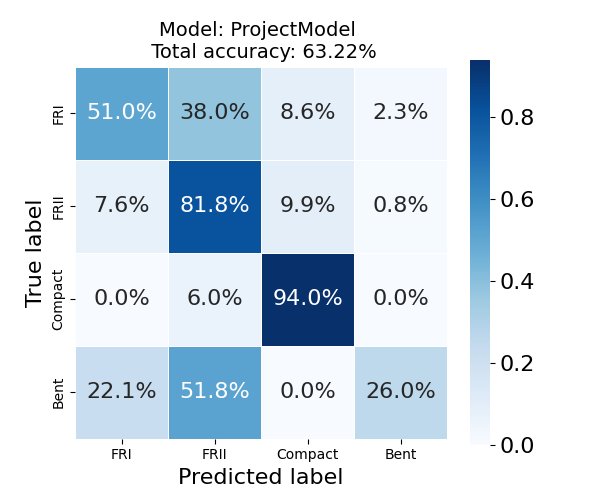 Model: ProjectModel
Total accuracy: 63.22%
True label
FRI
51.0% 38.0% 8.6% 2.3%
FRII
7.6% 81.8% 9.9% 0.8%
Compact
0.0% 6.0% 94.0% 0.0%
Bent
22.1% 51.8% 0.0% 26.0%
FRI FRII Compact Bent
Predicted label
0.8
0.6
0.4
0.2
0.0